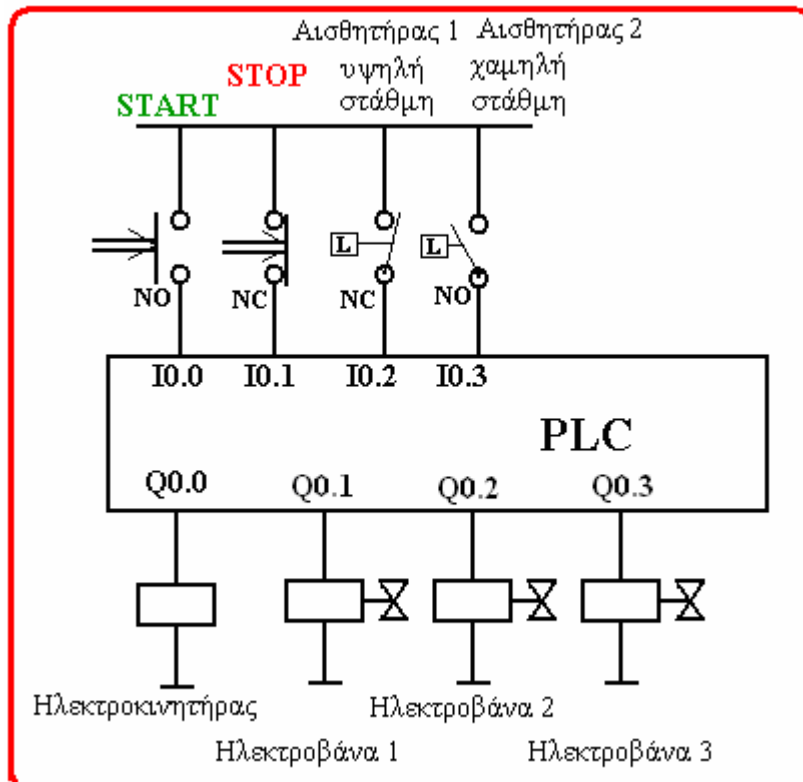 Αισθητήρας 1
υψηλή
στάθμη
Αισθητήρας 2
χαμηλή
στάθμη
STOP
START
L
L
NO
NC
NC
NO
I0.0
I0.1
I0.2
I0.3
PLC
Q0.0
Q0.1
Q0.2
Q0.3
Ηλεκτροκινητήρας
Ηλεκτροβάνα 2
Ηλεκτροβάνα 1
Ηλεκτροβάνα 3